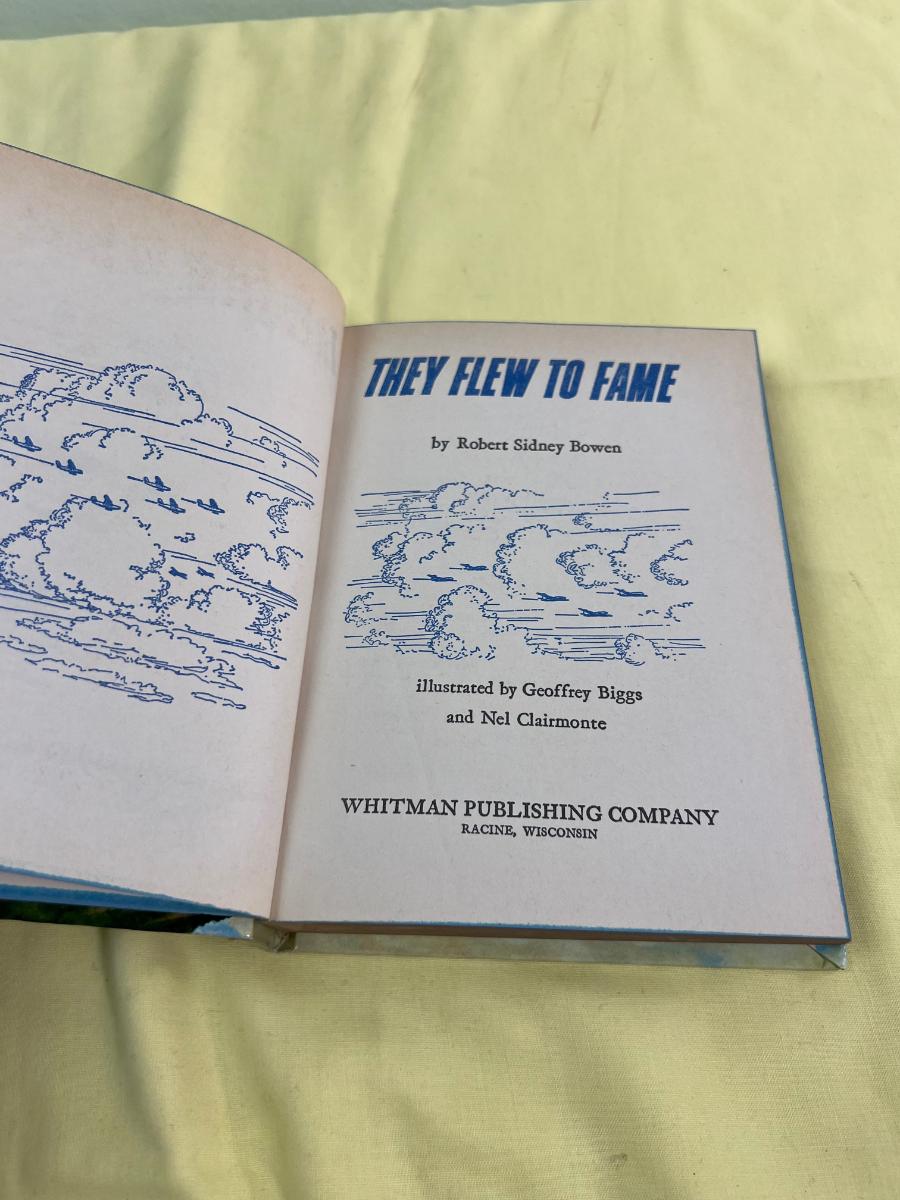 THEY FLEW TO FAME
by Robert Sidney Bowen
illustrated by Geoffrey Biggs
and Nel Clairmonte
WHITMAN PUBLISHING COMPANY
RACINE, WISCONSIN